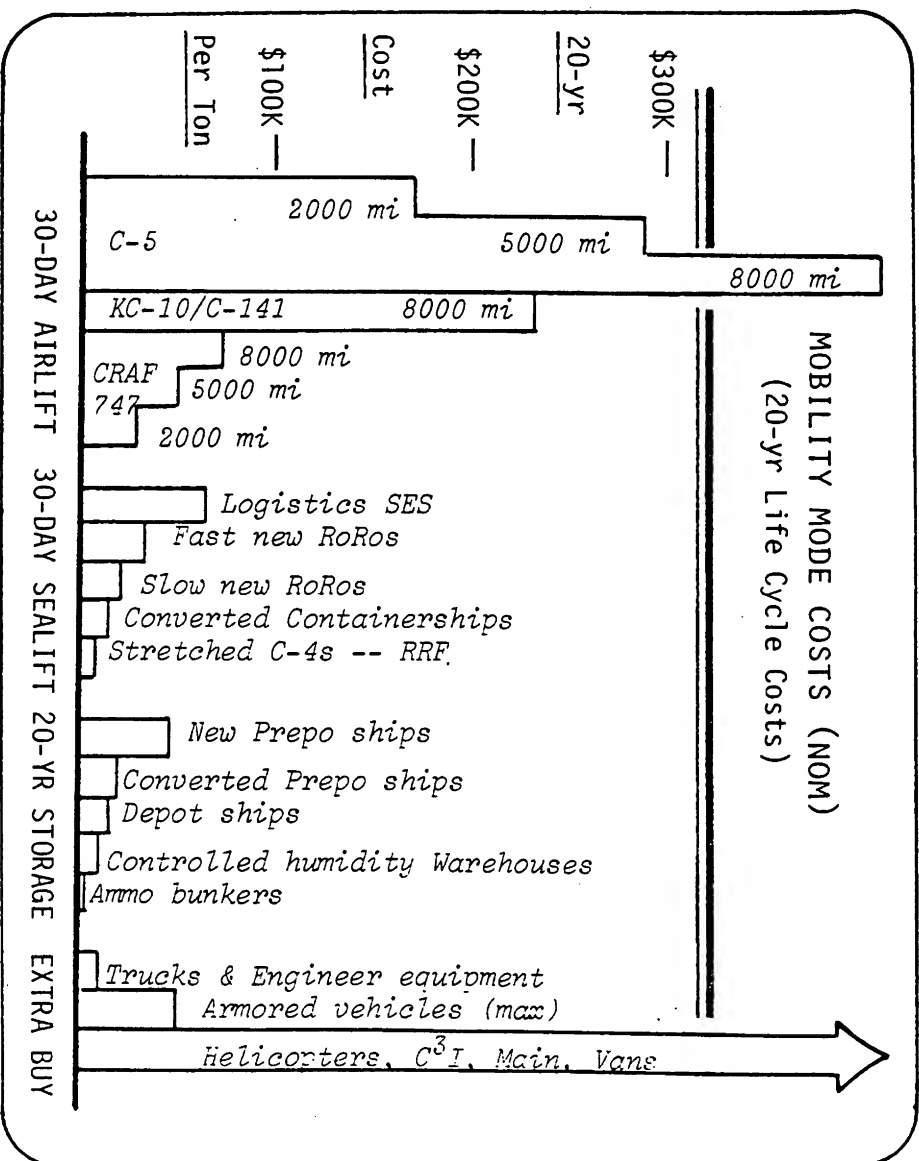 MOBILITY MODE COSTS (NOM)
(20-yr Life Cycle Costs)
$300K
20-yr
$200K
Cost
$100K
Per Ton
2000 mi
C-5
5000 mi
8000 mi
KC-10/C-141
8000 mi
CRAF
747
8000 mi
5000 mi
2000 mi
Logistics SES
Fast new RoRos
Slow new RoRos
Converted Containerships
Stretched C-4s -- RRF
New Prepo ships
Converted Prepo ships
Depot ships
Controlled humidity Warehouses
Ammo bunkers
Trucks & Engineer equipment
Armored vehicles (max)
Helicopters, C³I, Main, Vans
30-DAY AIRLIFT
30-DAY SEALIFT
20-YR STORAGE
EXTRA BUY